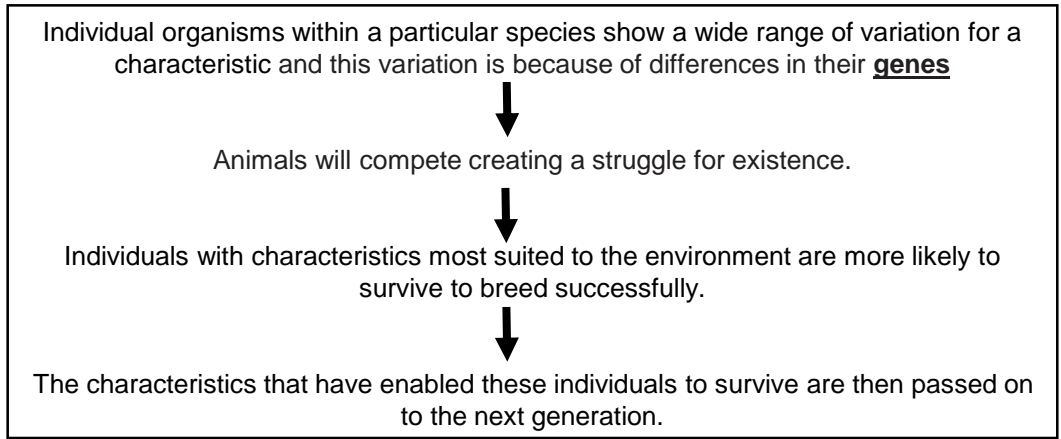 Individual organisms within a particular species show a wide range of variation for a
characteristic and this variation is because of differences in their genes
Animals will compete creating a struggle for existence.
Individuals with characteristics most suited to the environment are more likely to
survive to breed successfully.
The characteristics that have enabled these individuals to survive are then passed on
to the next generation.